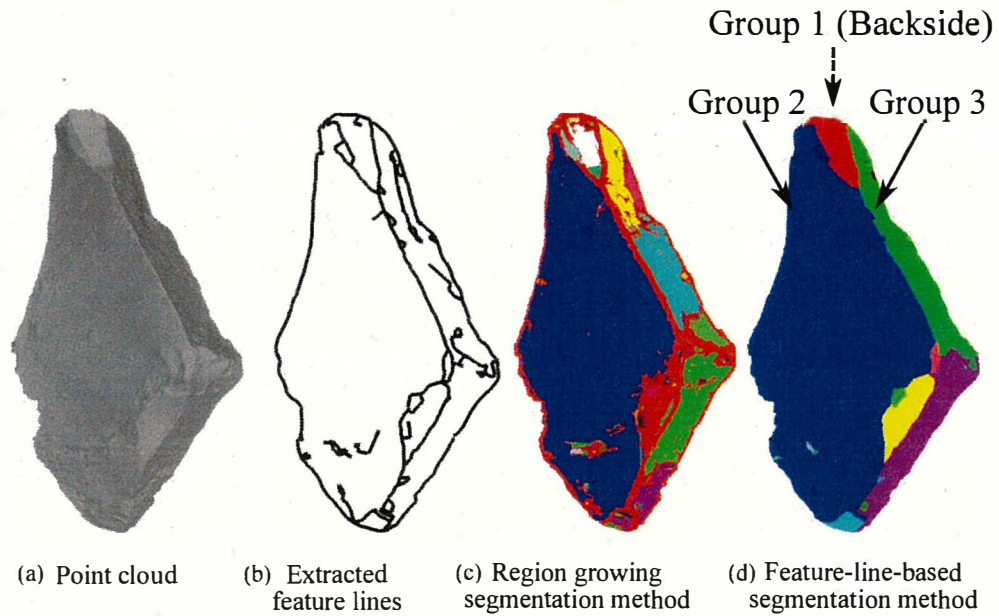 Group 1 (Backside)
Group 2
Group 3
(a) Point cloud
(b) Extracted
feature lines
(c) Region growing
segmentation method
(d) Feature-line-based
segmentation method